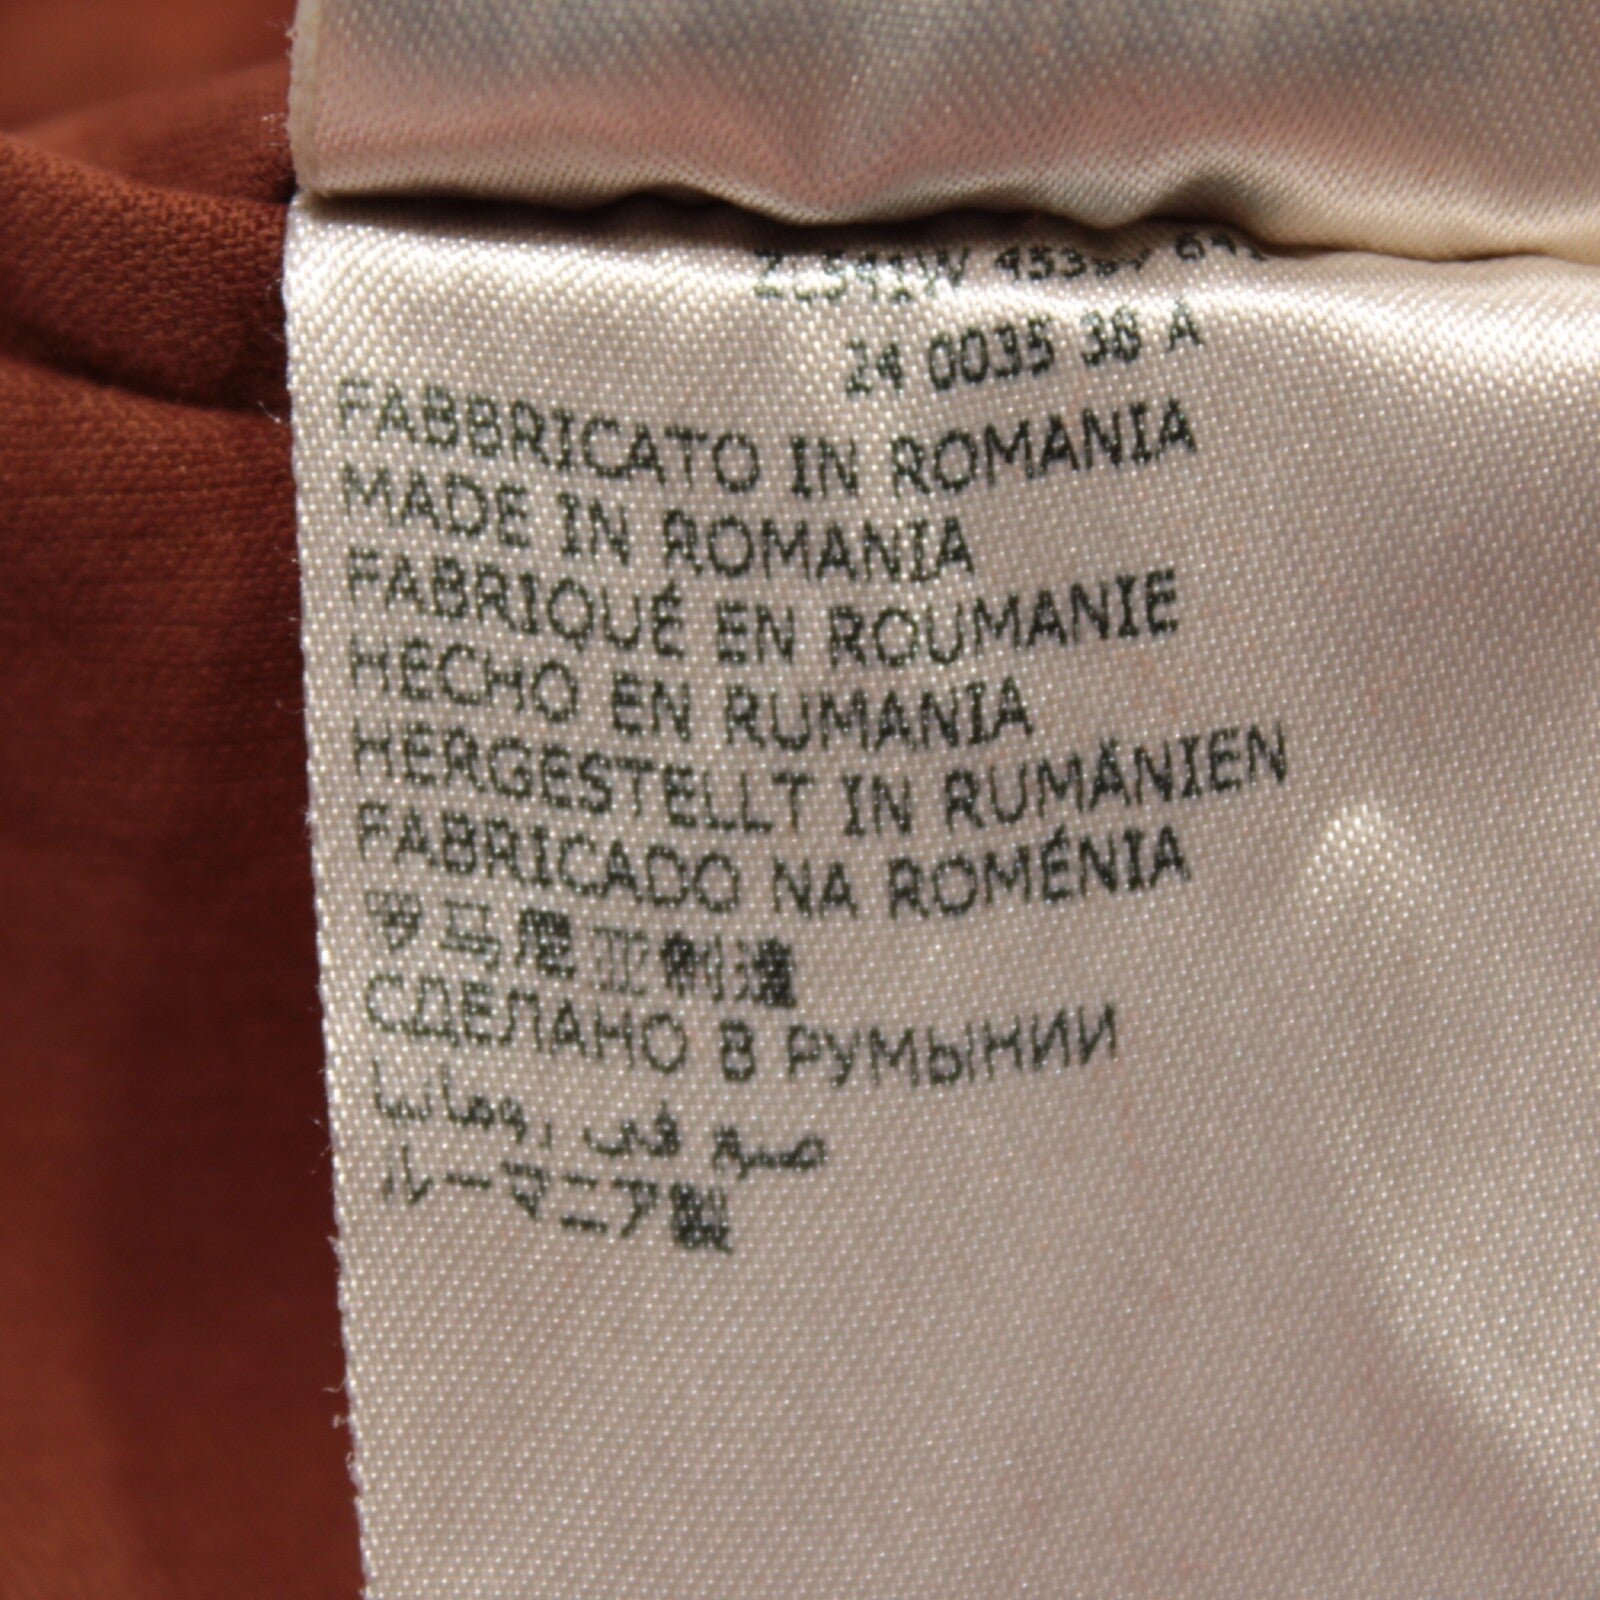 24 0035 38 A
FABBRICATO IN ROMANIA
MADE IN ROMANIA
FABRIQUÉ EN ROUMANIE
HECHO EN RUMANIA
HERGESTELLT IN RUMÄNIEN
FABRICADO NA ROMÉNIA
罗马尼亚制造
СДЕЛАНО В РУМЫНИИ
صنع في رومانيا
ルーマニア製